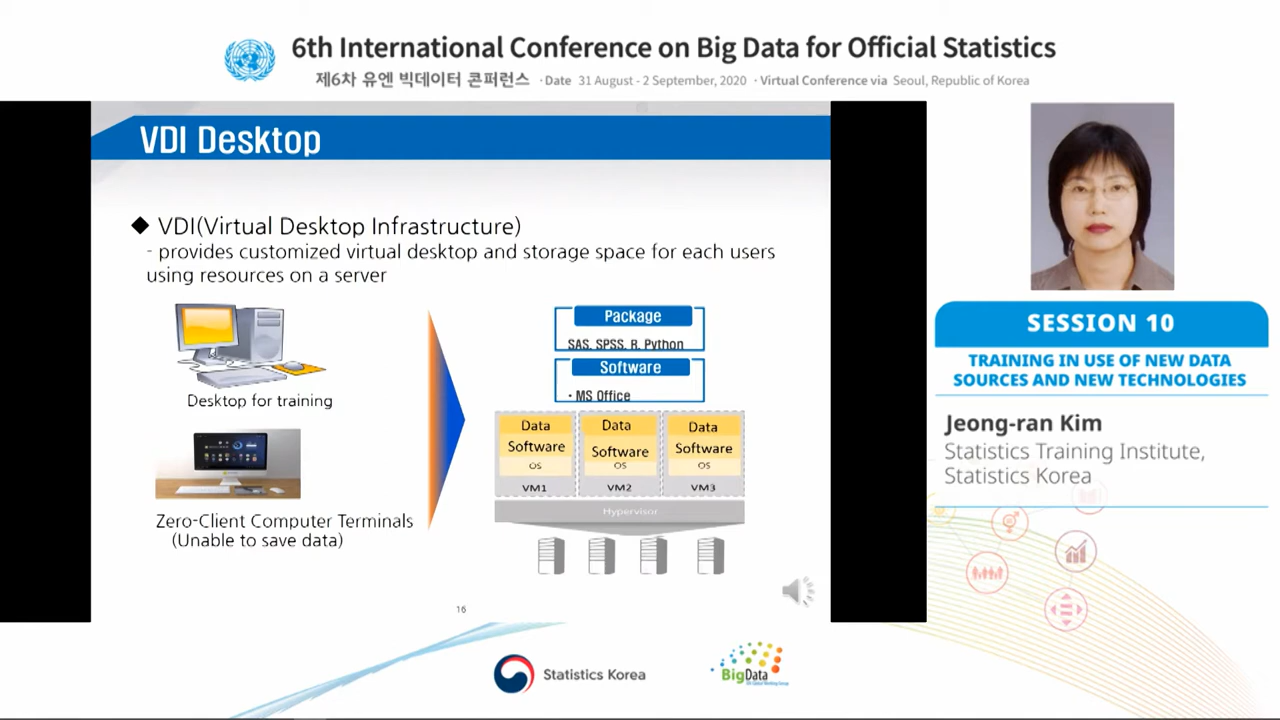 6th International Conference on Big Data for Official Statistics
제6차 유엔 빅데이터 콘퍼런스 · Date 31 August - 2 September, 2020 · Virtual Conference via Seoul, Republic of Korea
VDI Desktop
◆ VDI(Virtual Desktop Infrastructure)
- provides customized virtual desktop and storage space for each users
using resources on a server
Desktop for training
Zero-Client Computer Terminals
(Unable to save data)
Package
SAS, SPSS, R, Python
Software
· MS Office
Data Data Data
Software Software Software
OS OS OS
VM1 VM2 VM3
Hypervisor
16
SESSION 10
TRAINING IN USE OF NEW DATA
SOURCES AND NEW TECHNOLOGIES
Jeong-ran Kim
Statistics Training Institute,
Statistics Korea
Statistics Korea
BigData